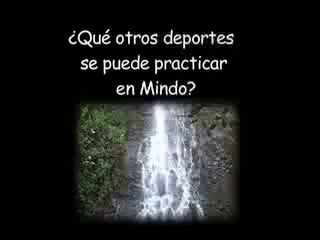 ¿Qué otros deportes
se puede practicar
en Mindo?